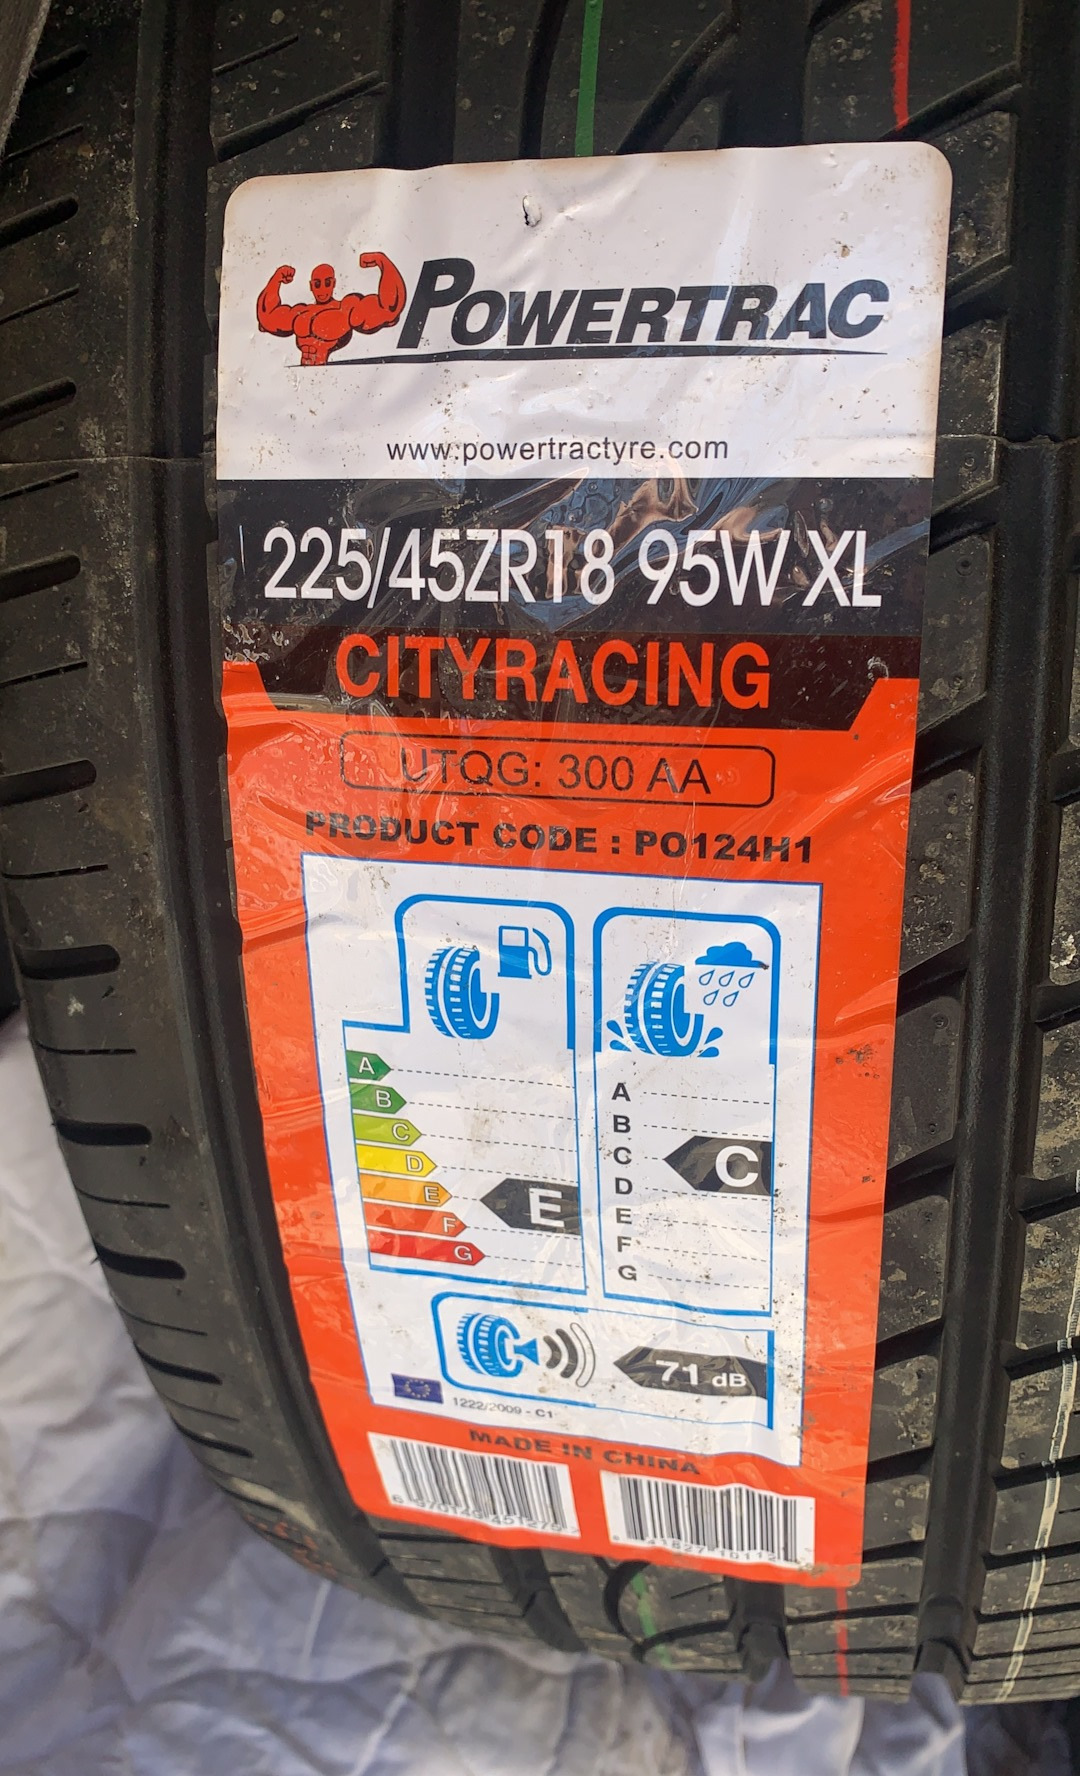 POWERTRAC
www.powertractyre.com
225/45ZR18 95W XL
CITYRACING
UTQG: 300 AA
PRODUCT CODE : PO124H1
A
B
C
D
E
F
G
E
A
B
C
D
E
F
G
C
71 dB
1222/2009 - C1
MADE IN CHINA